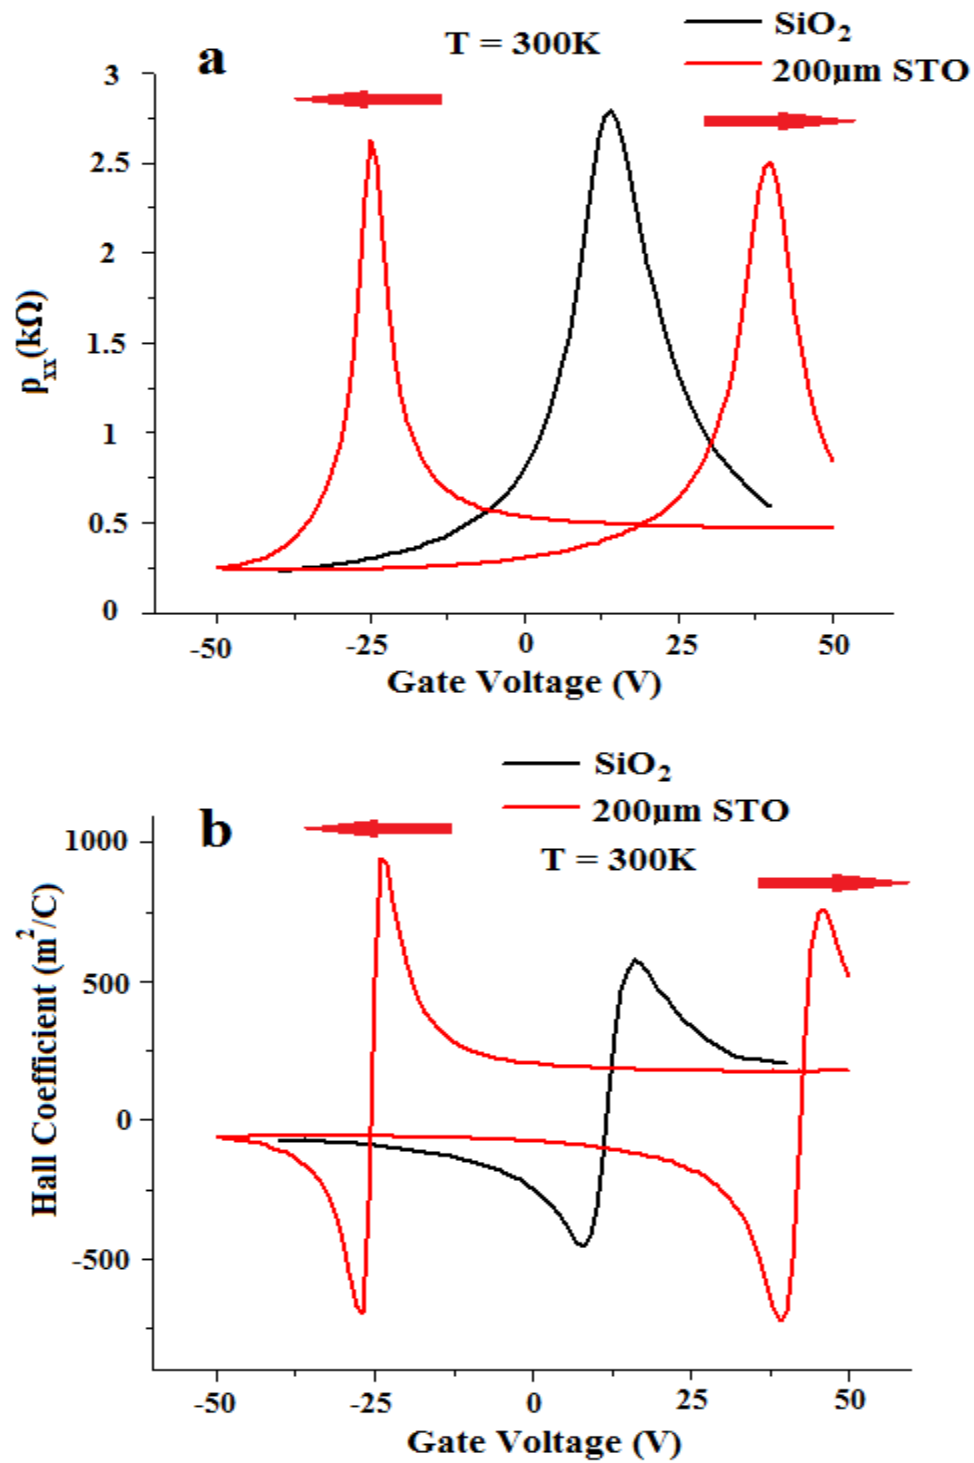 a
T = 300K
SiO₂
200μm STO
3
2.5
2
1.5
1
0.5
0
ρₓₓ(kΩ)
-50
-25
0
25
50
Gate Voltage (V)
b
SiO₂
200μm STO
T = 300K
1000
500
0
-500
Hall Coefficient (m²/C)
-50
-25
0
25
50
Gate Voltage (V)